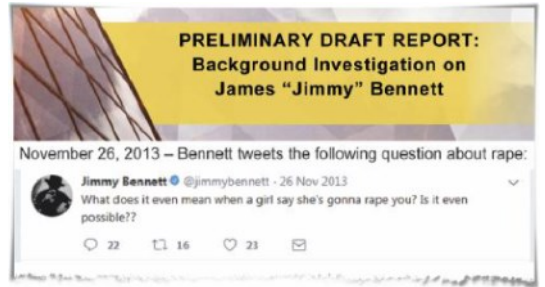 PRELIMINARY DRAFT REPORT:
Background Investigation on
James “Jimmy” Bennett
November 26, 2013 – Bennett tweets the following question about rape:
Jimmy Bennett @jimmybennett - 26 Nov 2013
What does it even mean when a girl say she's gonna rape you? Is it even
possible??
22 16 23